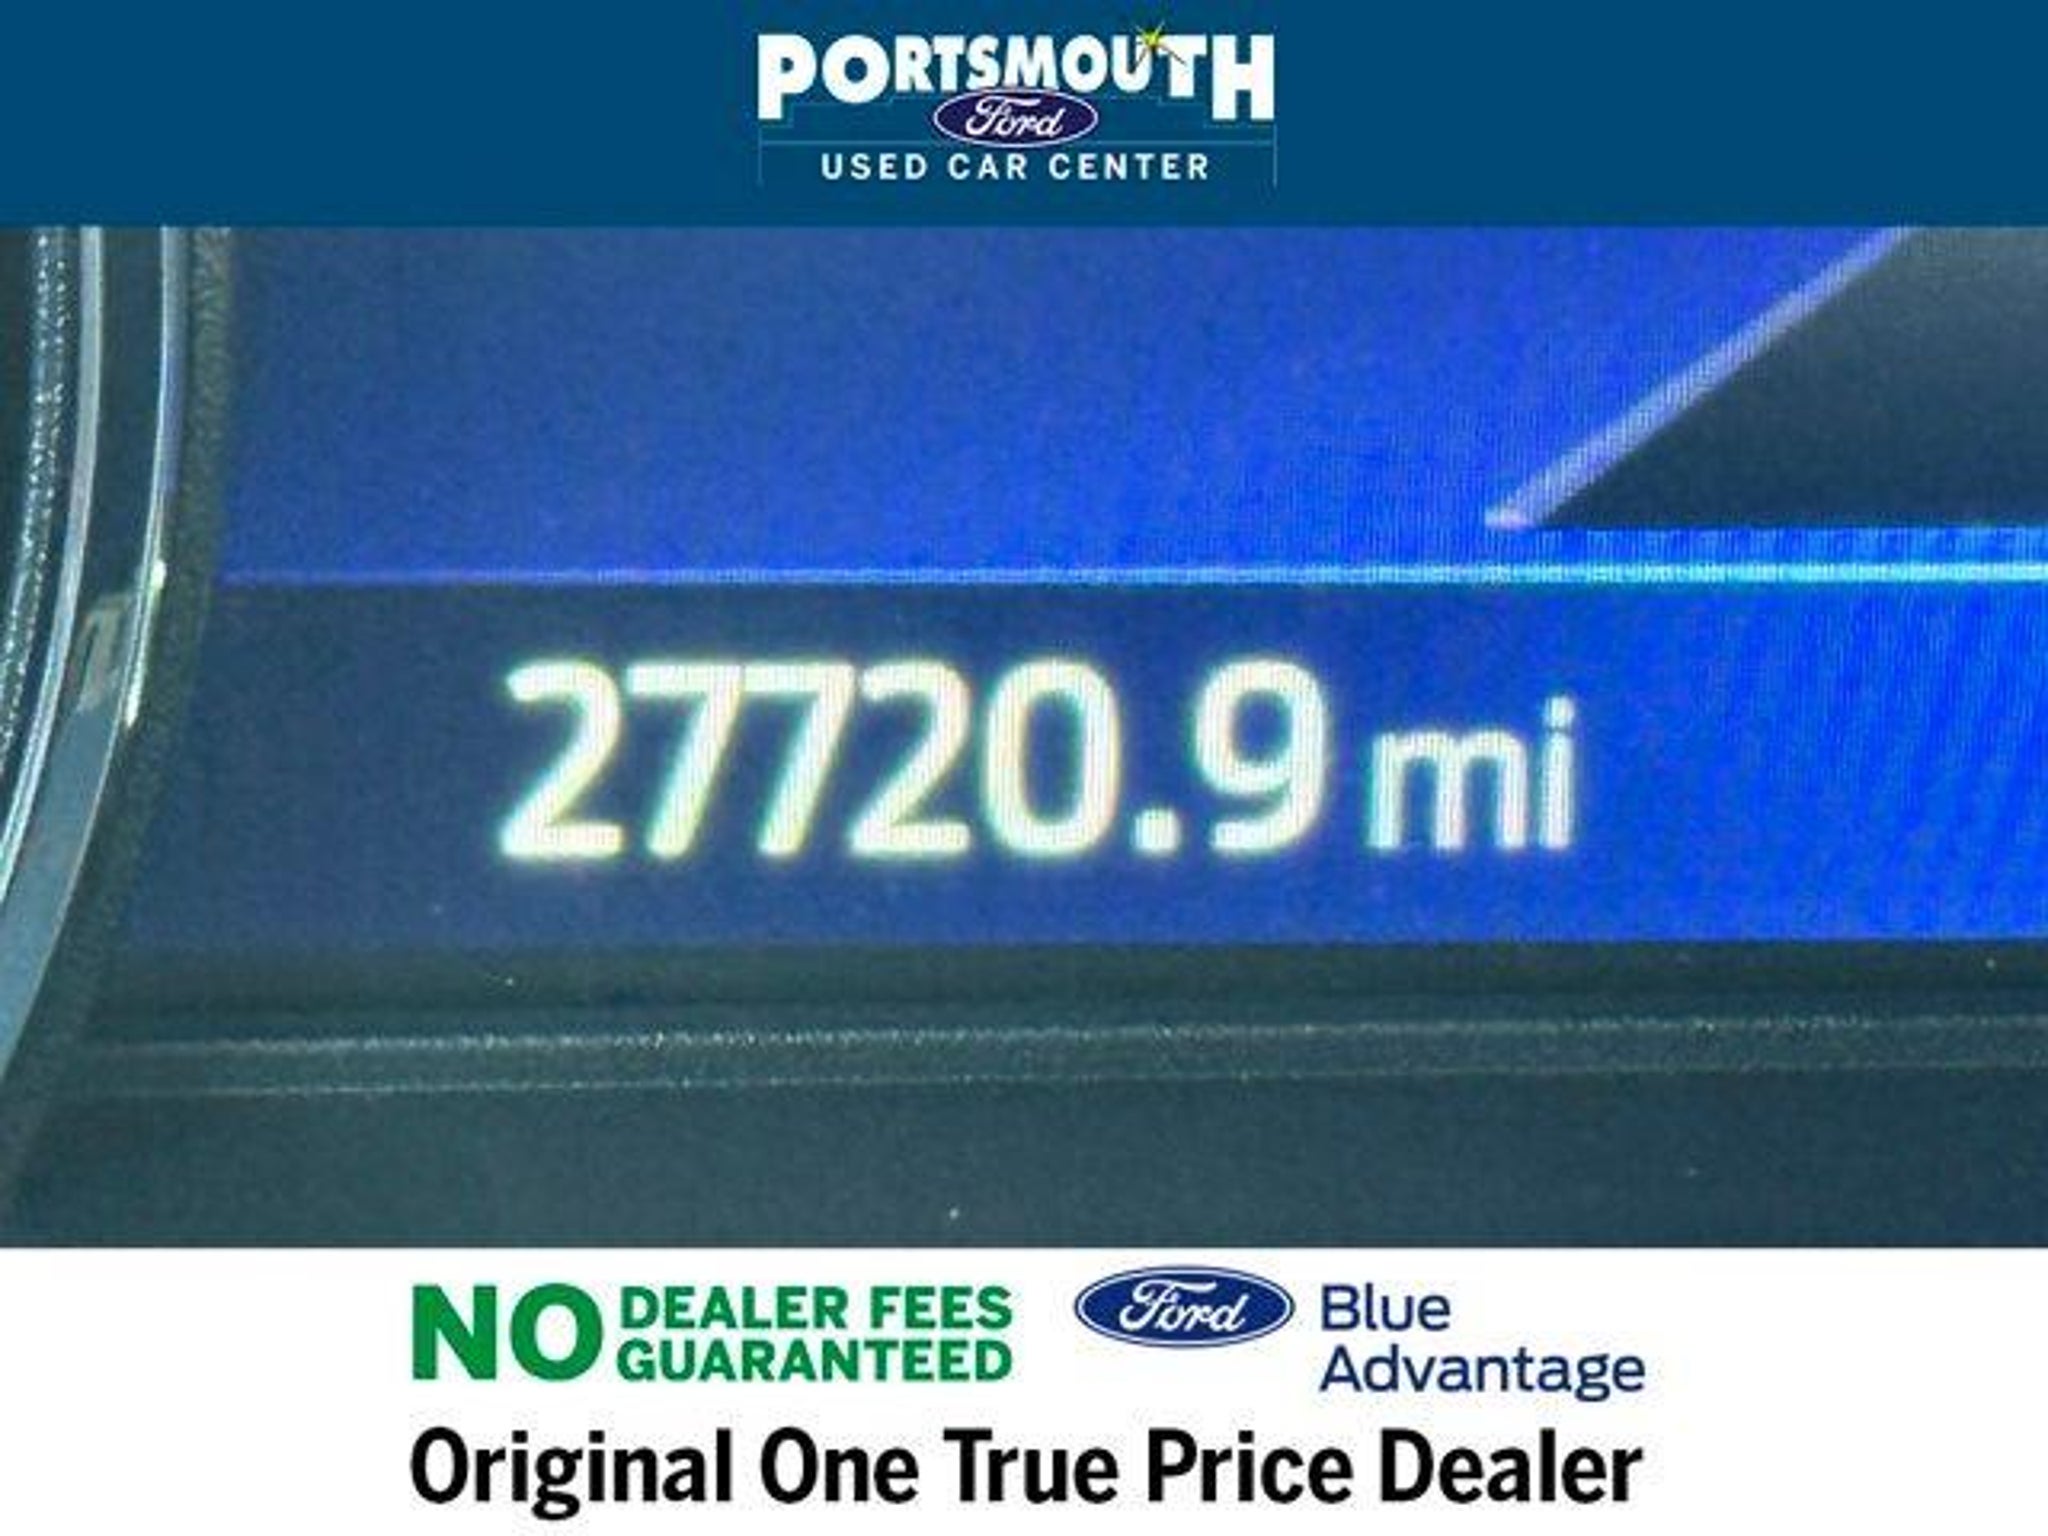 PORTSMOUTH
Ford
USED CAR CENTER
27720.9 mi
NO DEALER FEES
GUARANTEED
Ford Blue
Advantage
Original One True Price Dealer